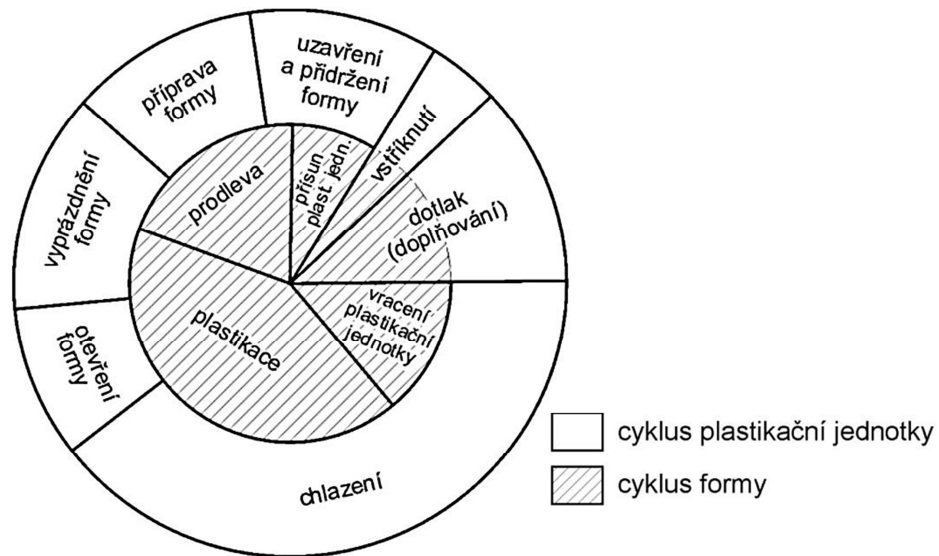 uzavření
a přidržení
formy
příprava
formy
vstříknutí
přisun
plast. jedn.
prodleva
dotlak
(doplňování)
vyprázdnění
formy
vracení
plastikační
jednotky
plastikace
otevření
formy
chlazení
cyklus plastikační jednotky
cyklus formy